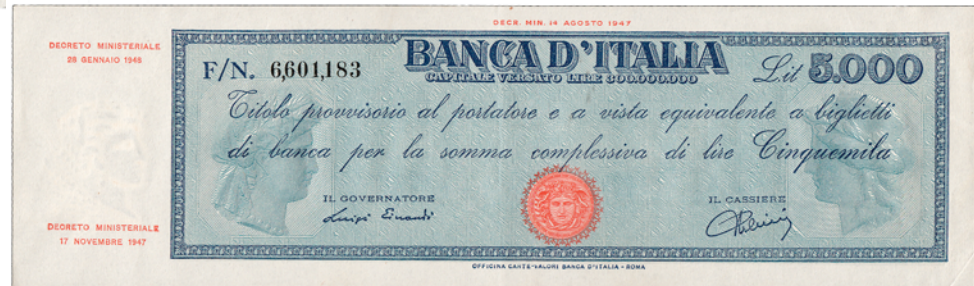 DECR. MIN. 14 AGOSTO 1947
DECRETO MINISTERIALE
28 GENNAIO 1948
BANCA D'ITALIA
CAPITALE VERSATO LIRE 300.000.000
F/N. 6,601,183
Lit 5.000
Titolo provvisorio al portatore e a vista equivalente a biglietti
di banca per la somma complessiva di lire Cinquemila
IL GOVERNATORE
Luigi Einaudi
IL CASSIERE
DECRETO MINISTERIALE
17 NOVEMBRE 1947
OFFICINA CARTE-VALORI BANCA D'ITALIA - ROMA